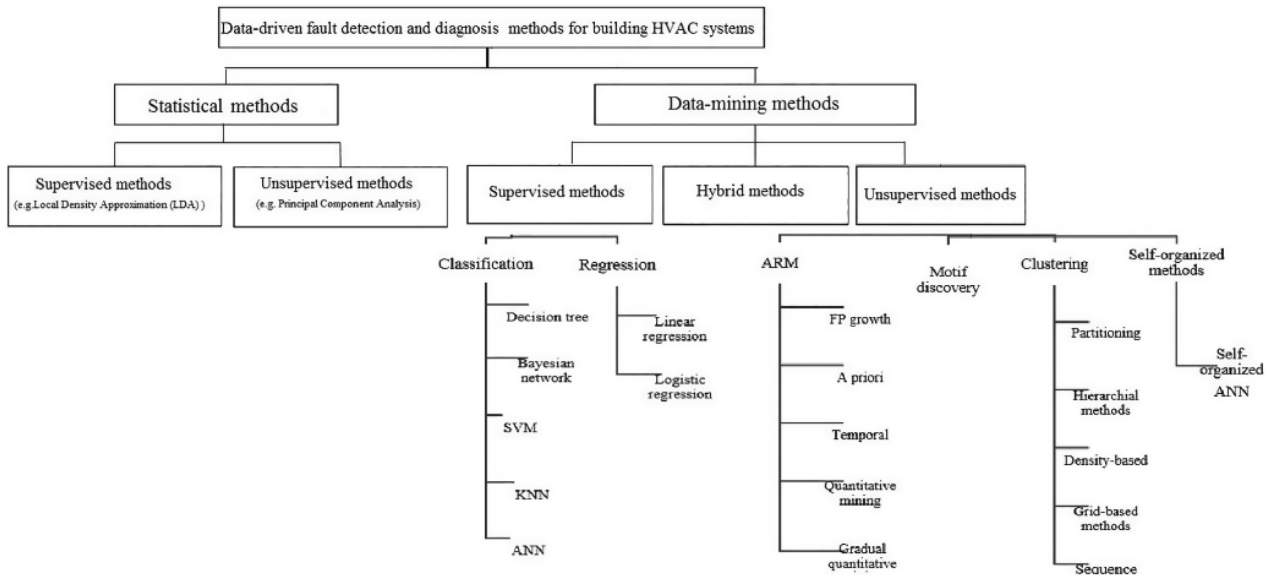 Data-driven fault detection and diagnosis methods for building HVAC systems
Statistical methods
Data-mining methods
Supervised methods
(e.g.Local Density Approximation (LDA) )
Unsupervised methods
(e.g. Principal Component Analysis)
Supervised methods
Hybrid methods
Unsupervised methods
Classification
Decision tree
Bayesian
network
SVM
KNN
ANN
Regression
Linear
regression
Logistic
regression
ARM
FP growth
A priori
Temporal
Quantitative
mining
Gradual
quantitative
Motif
discovery
Clustering
Partitioning
Hierarchial
methods
Density-based
Grid-based
methods
Sequence
Self-organized
methods
Self-
organized
ANN